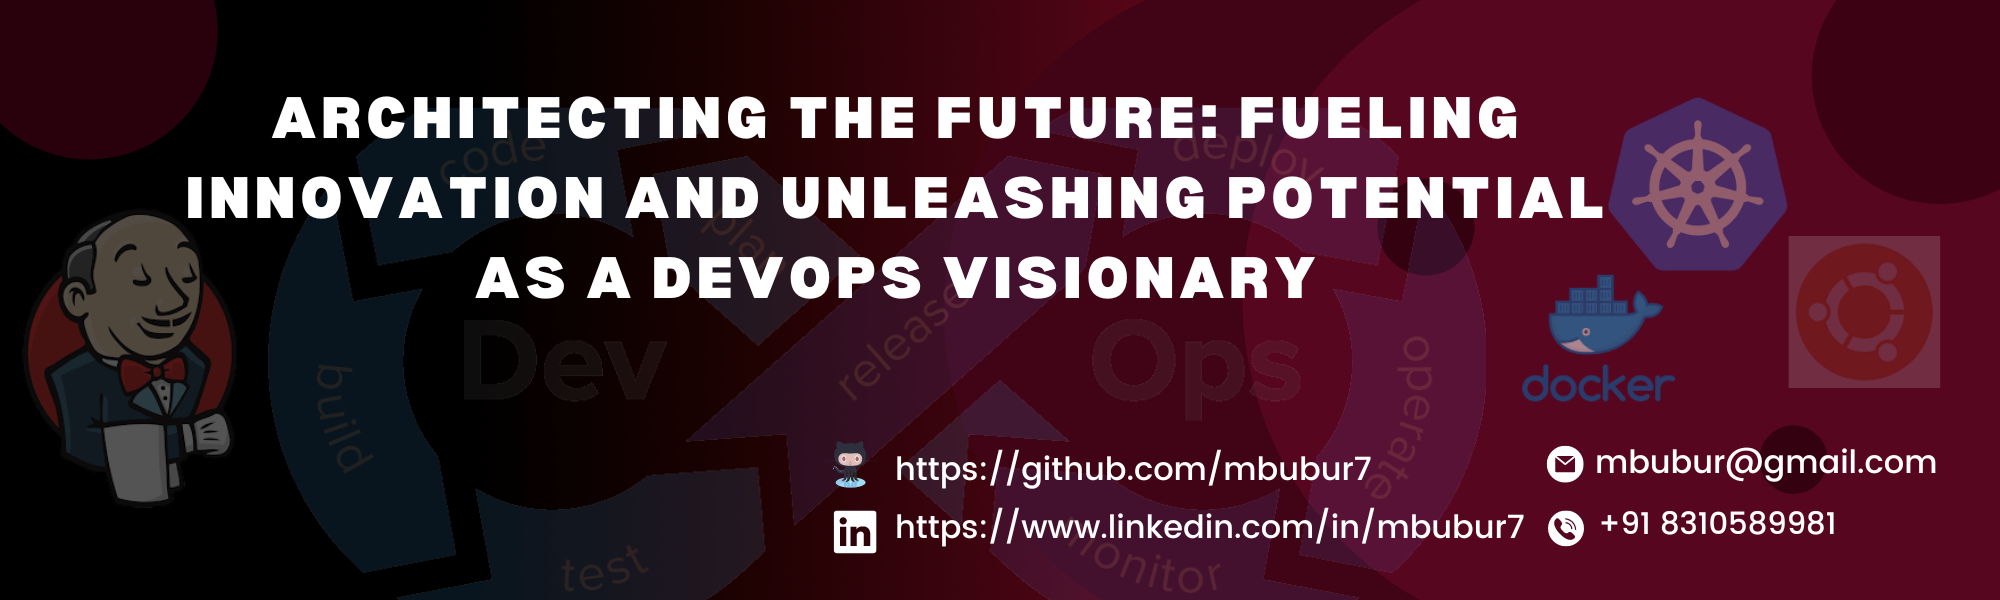 ARCHITECTING THE FUTURE: FUELING
INNOVATION AND UNLEASHING POTENTIAL
AS A DEVOPS VISIONARY
code
plan
build
test
Dev
release
Ops
deploy
operate
monitor
docker
https://github.com/mbubur7
in https://www.linkedin.com/in/mbubur7
mbubur@gmail.com
+91 8310589981